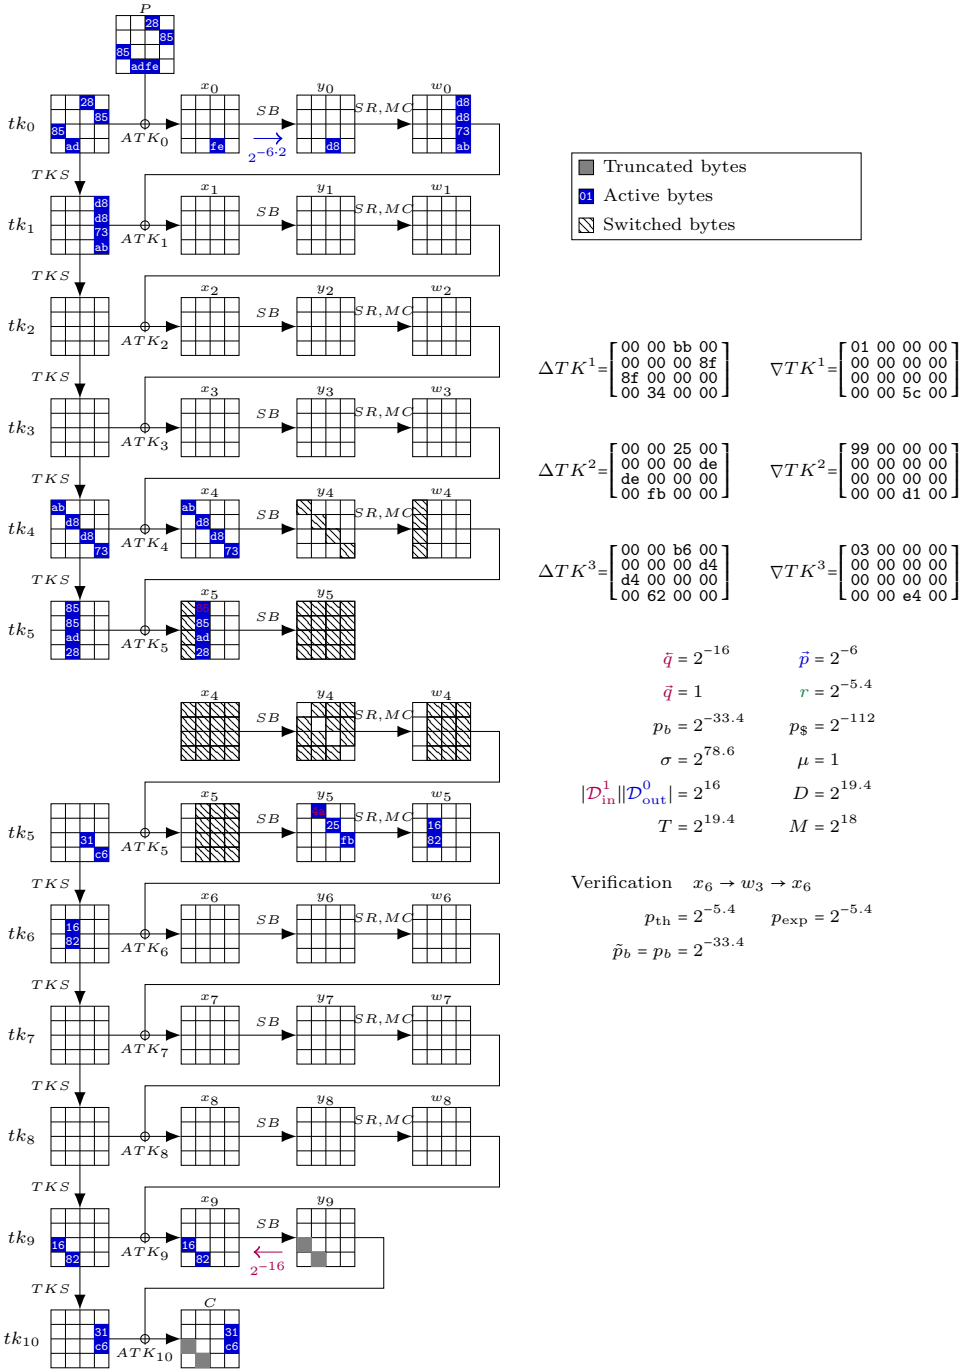 P
28
85
85
ad fe
tk0 28 85 85 ad ATK0 x0 fe SB 2^{-6·2} y0 d8 SR,MC w0 d8 d8 73 ab
TKS
tk1 d8 d8 73 ab ATK1 x1 SB y1 SR,MC w1
TKS
tk2 ATK2 x2 SB y2 SR,MC w2
TKS
tk3 ATK3 x3 SB y3 SR,MC w3
TKS
tk4 ab d8 d8 73 ATK4 x4 ab d8 d8 73 SB y4 SR,MC w4
TKS
tk5 85 85 ad 28 ATK5 x5 85 ad 28 SB y5
x4 SB y4 SR,MC w4
tk5 31 c6 ATK5 x5 SB y5 25 fb SR,MC w5 16 82
TKS
tk6 16 82 ATK6 x6 SB y6 SR,MC w6
TKS
tk7 ATK7 x7 SB y7 SR,MC w7
TKS
tk8 ATK8 x8 SB y8 SR,MC w8
TKS
tk9 16 82 ATK9 x9 16 82 SB 2^{-16} y9
TKS
tk10 31 c6 ATK10 C 31 c6
Truncated bytes
01 Active bytes
Switched bytes
ΔTK^1=[00 00 bb 00
00 00 00 8f
8f 00 00 00
00 34 00 00]
∇TK^1=[01 00 00 00
00 00 00 00
00 00 00 00
00 00 5c 00]
ΔTK^2=[00 00 25 00
00 00 00 de
de 00 00 00
00 fb 00 00]
∇TK^2=[99 00 00 00
00 00 00 00
00 00 00 00
00 00 d1 00]
ΔTK^3=[00 00 b6 00
00 00 00 d4
d4 00 00 00
00 62 00 00]
∇TK^3=[03 00 00 00
00 00 00 00
00 00 00 00
00 00 e4 00]
q⃖ = 2^{-16} p⃗ = 2^{-6}
q⃗ = 1 r = 2^{-5.4}
p_b = 2^{-33.4} p_$ = 2^{-112}
σ = 2^{78.6} μ = 1
|D_in^1||D_out^0| = 2^{16} D = 2^{19.4}
T = 2^{19.4} M = 2^{18}
Verification x6 → w3 → x6
p_th = 2^{-5.4} p_exp = 2^{-5.4}
p̃_b = p_b = 2^{-33.4}